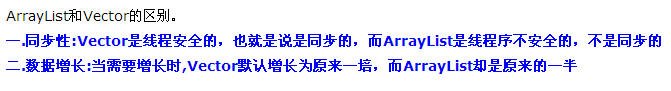 ArrayList和Vector的区别。
一.同步性:Vector是线程安全的，也就是说是同步的，而ArrayList是线程序不安全的，不是同步的
二.数据增长:当需要增长时,Vector默认增长为原来一培，而ArrayList却是原来的一半